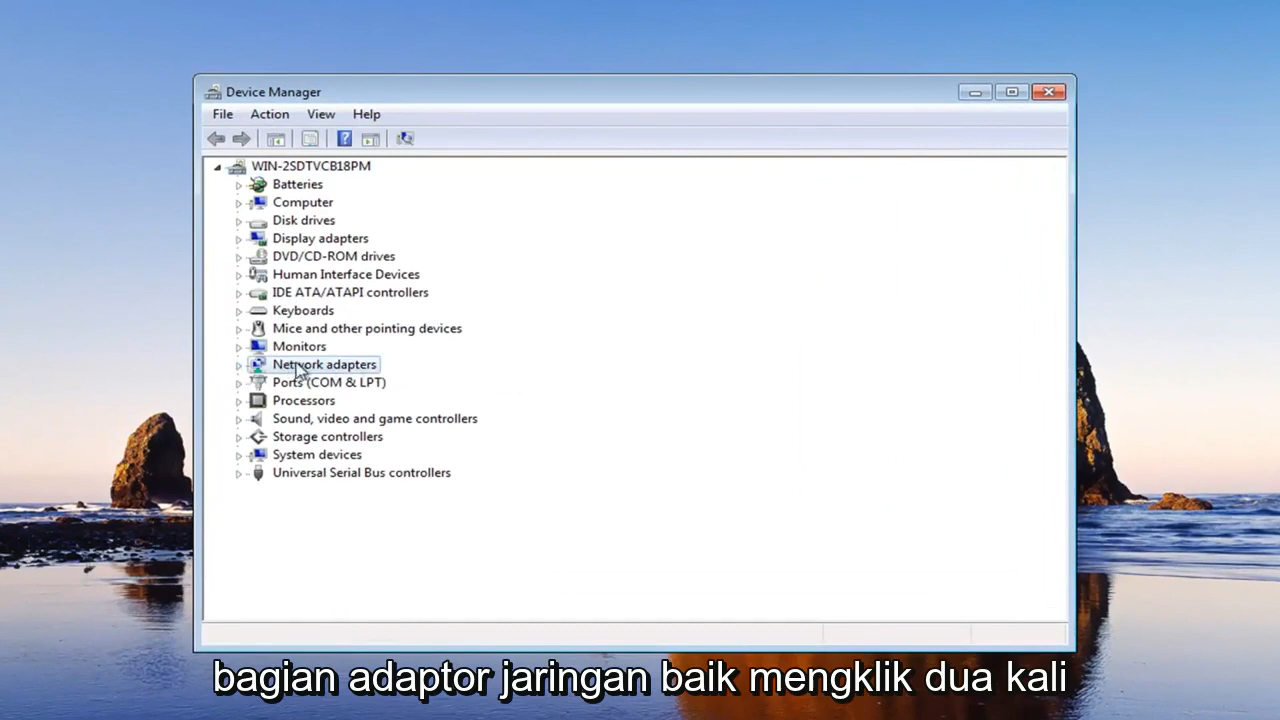 Device Manager
File Action View Help
WIN-2SDTVCB18PM
Batteries
Computer
Disk drives
Display adapters
DVD/CD-ROM drives
Human Interface Devices
IDE ATA/ATAPI controllers
Keyboards
Mice and other pointing devices
Monitors
Network adapters
Ports (COM & LPT)
Processors
Sound, video and game controllers
Storage controllers
System devices
Universal Serial Bus controllers
bagian adaptor jaringan baik mengklik dua kali